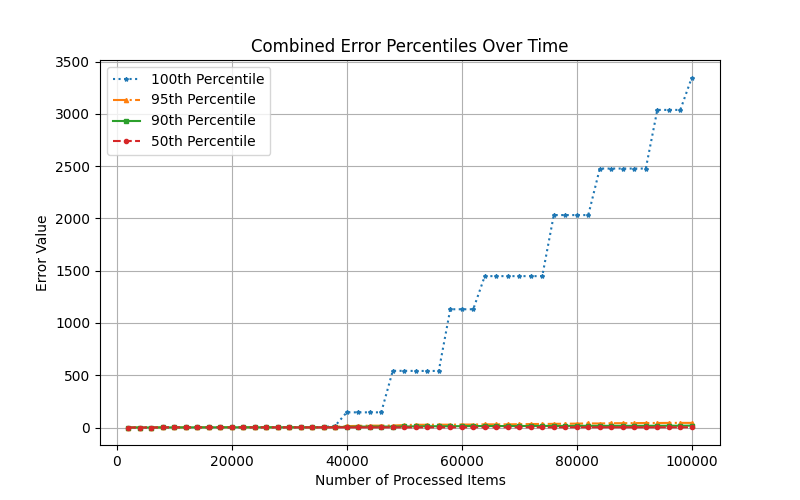 Combined Error Percentiles Over Time
3500
3000
2500
2000
1500
1000
500
0
Error Value
100th Percentile
95th Percentile
90th Percentile
50th Percentile
0 20000 40000 60000 80000 100000
Number of Processed Items